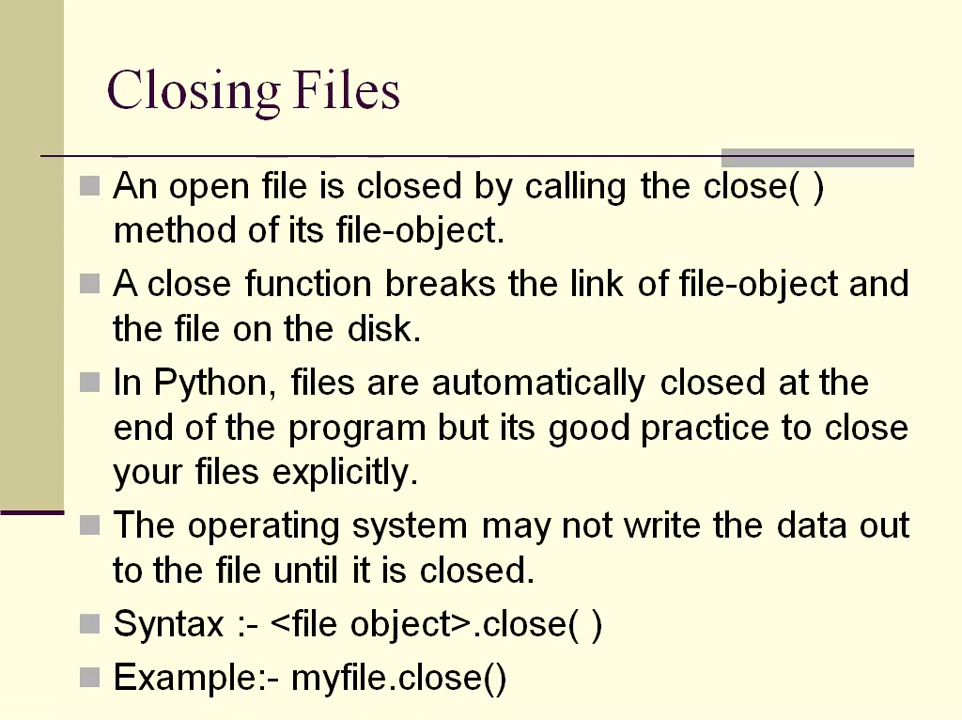 Closing Files
An open file is closed by calling the close( )
method of its file-object.
A close function breaks the link of file-object and
the file on the disk.
In Python, files are automatically closed at the
end of the program but its good practice to close
your files explicitly.
The operating system may not write the data out
to the file until it is closed.
Syntax :- <file object>.close( )
Example:- myfile.close()